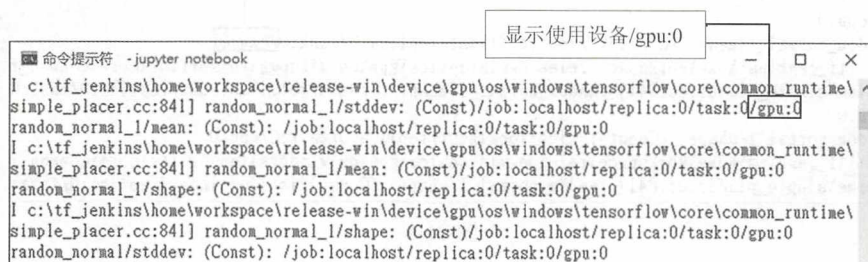 显示使用设备/gpu:0
命令提示符 - jupyter notebook
I c:\tf_jenkins\home\workspace\release-win\device\gpu\os\windows\tensorflow\core\common_runtime\
simple_placer.cc:841] random_normal_1/stddev: (Const)/job:localhost/replica:0/task:0/gpu:0
random_normal_1/mean: (Const): /job:localhost/replica:0/task:0/gpu:0
I c:\tf_jenkins\home\workspace\release-win\device\gpu\os\windows\tensorflow\core\common_runtime\
simple_placer.cc:841] random_normal_1/mean: (Const)/job:localhost/replica:0/task:0/gpu:0
random_normal_1/shape: (Const): /job:localhost/replica:0/task:0/gpu:0
I c:\tf_jenkins\home\workspace\release-win\device\gpu\os\windows\tensorflow\core\common_runtime\
simple_placer.cc:841] random_normal_1/shape: (Const)/job:localhost/replica:0/task:0/gpu:0
random_normal/stddev: (Const): /job:localhost/replica:0/task:0/gpu:0